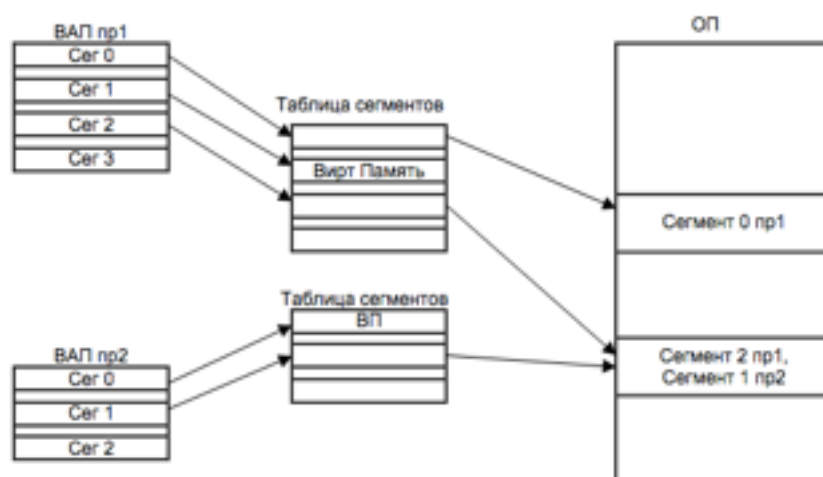 ВАП пр1
Сег 0
Сег 1
Сег 2
Сег 3
Таблица сегментов
Вирт Память
ОП
Сегмент 0 пр1
Таблица сегментов
ВП
ВАП пр2
Сег 0
Сег 1
Сег 2
Сегмент 2 пр1,
Сегмент 1 пр2